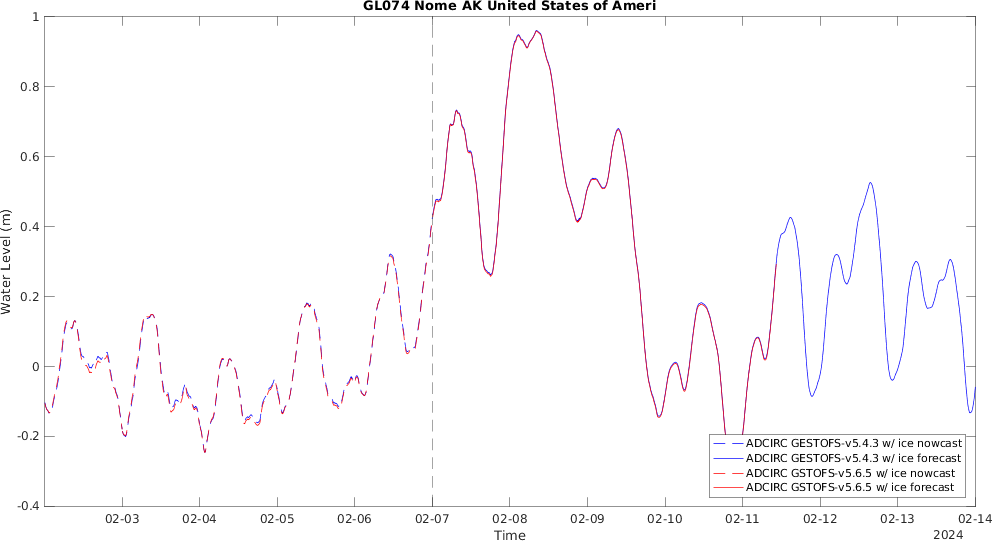 GL074 Nome AK United States of Ameri
Water Level (m)
1
0.8
0.6
0.4
0.2
0
-0.2
-0.4
ADCIRC GESTOFS-v5.4.3 w/ ice nowcast
ADCIRC GESTOFS-v5.4.3 w/ ice forecast
ADCIRC GSTOFS-v5.6.5 w/ ice nowcast
ADCIRC GSTOFS-v5.6.5 w/ ice forecast
02-03 02-04 02-05 02-06 02-07 02-08 02-09 02-10 02-11 02-12 02-13 02-14
Time
2024